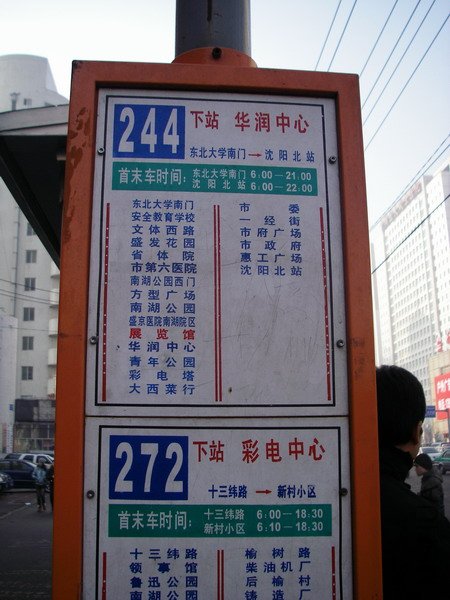 244 下站 华润中心
东北大学南门→沈阳北站
首末车时间:
东北大学南门 6:00—21:00
沈阳北站 6:00—22:00
东北大学南门
安全教育学校
文体西路
盛发花园
省体院
市第六医院
南湖公园西门
方型广场
南湖公园
盛京医院南湖院区
展览馆
华润中心
青年公园
彩电塔
大西菜行
市委
一经街
市府广场
市政府
惠工广场
沈阳北站
272 下站 彩电中心
十三纬路→新村小区
首末车时间:
十三纬路 6:00—18:30
新村小区 6:10—18:30
十三纬路
领事馆
鲁迅公园
南湖公园
榆树路
柴油机厂
后榆村
铸造厂